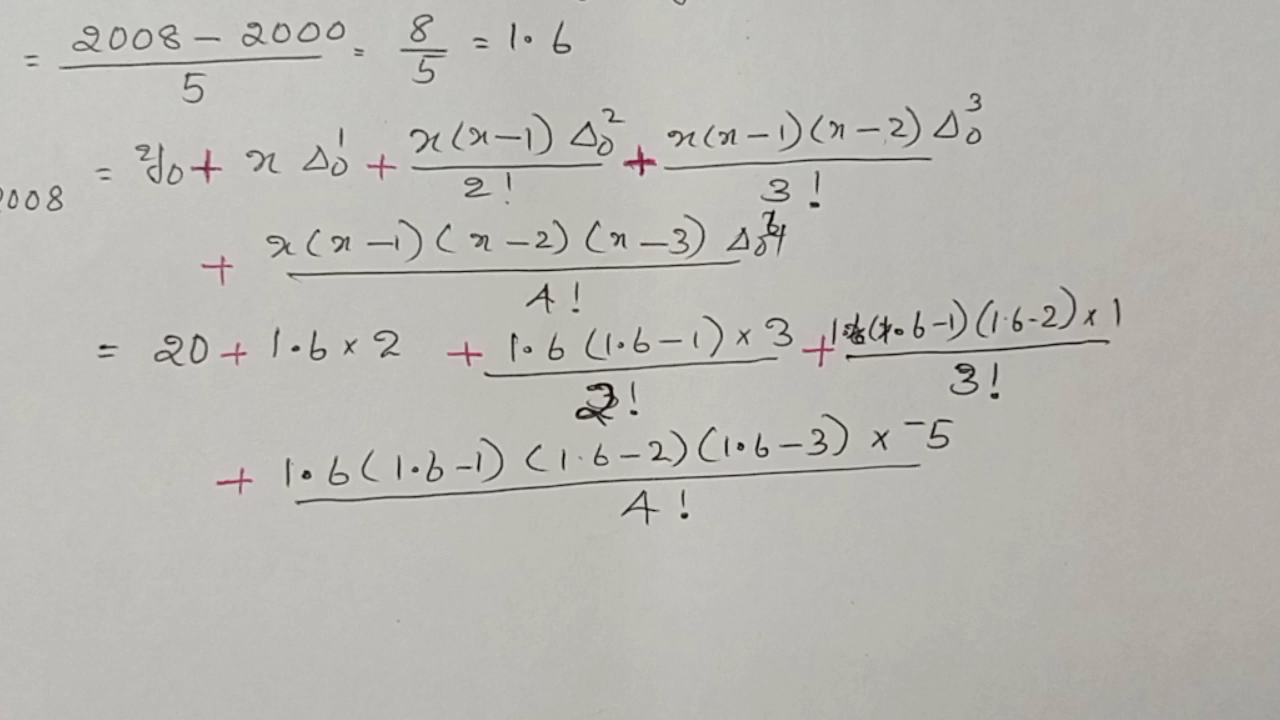 = 2008 – 2000 / 5 = 8/5 = 1.6
2008 = y₀ + x Δ₀¹ + x(x–1) Δ₀² / 2! + x(x–1)(x–2) Δ₀³ / 3!
+ x(x–1)(x–2)(x–3) Δ₀⁴ / 4!
= 20 + 1.6 × 2 + 1.6(1.6–1) × 3 / 2! + 1.6(1.6–1)(1.6-2) × 1 / 3!
+ 1.6(1.6-1)(1.6–2)(1.6–3) × ⁻5 / 4!